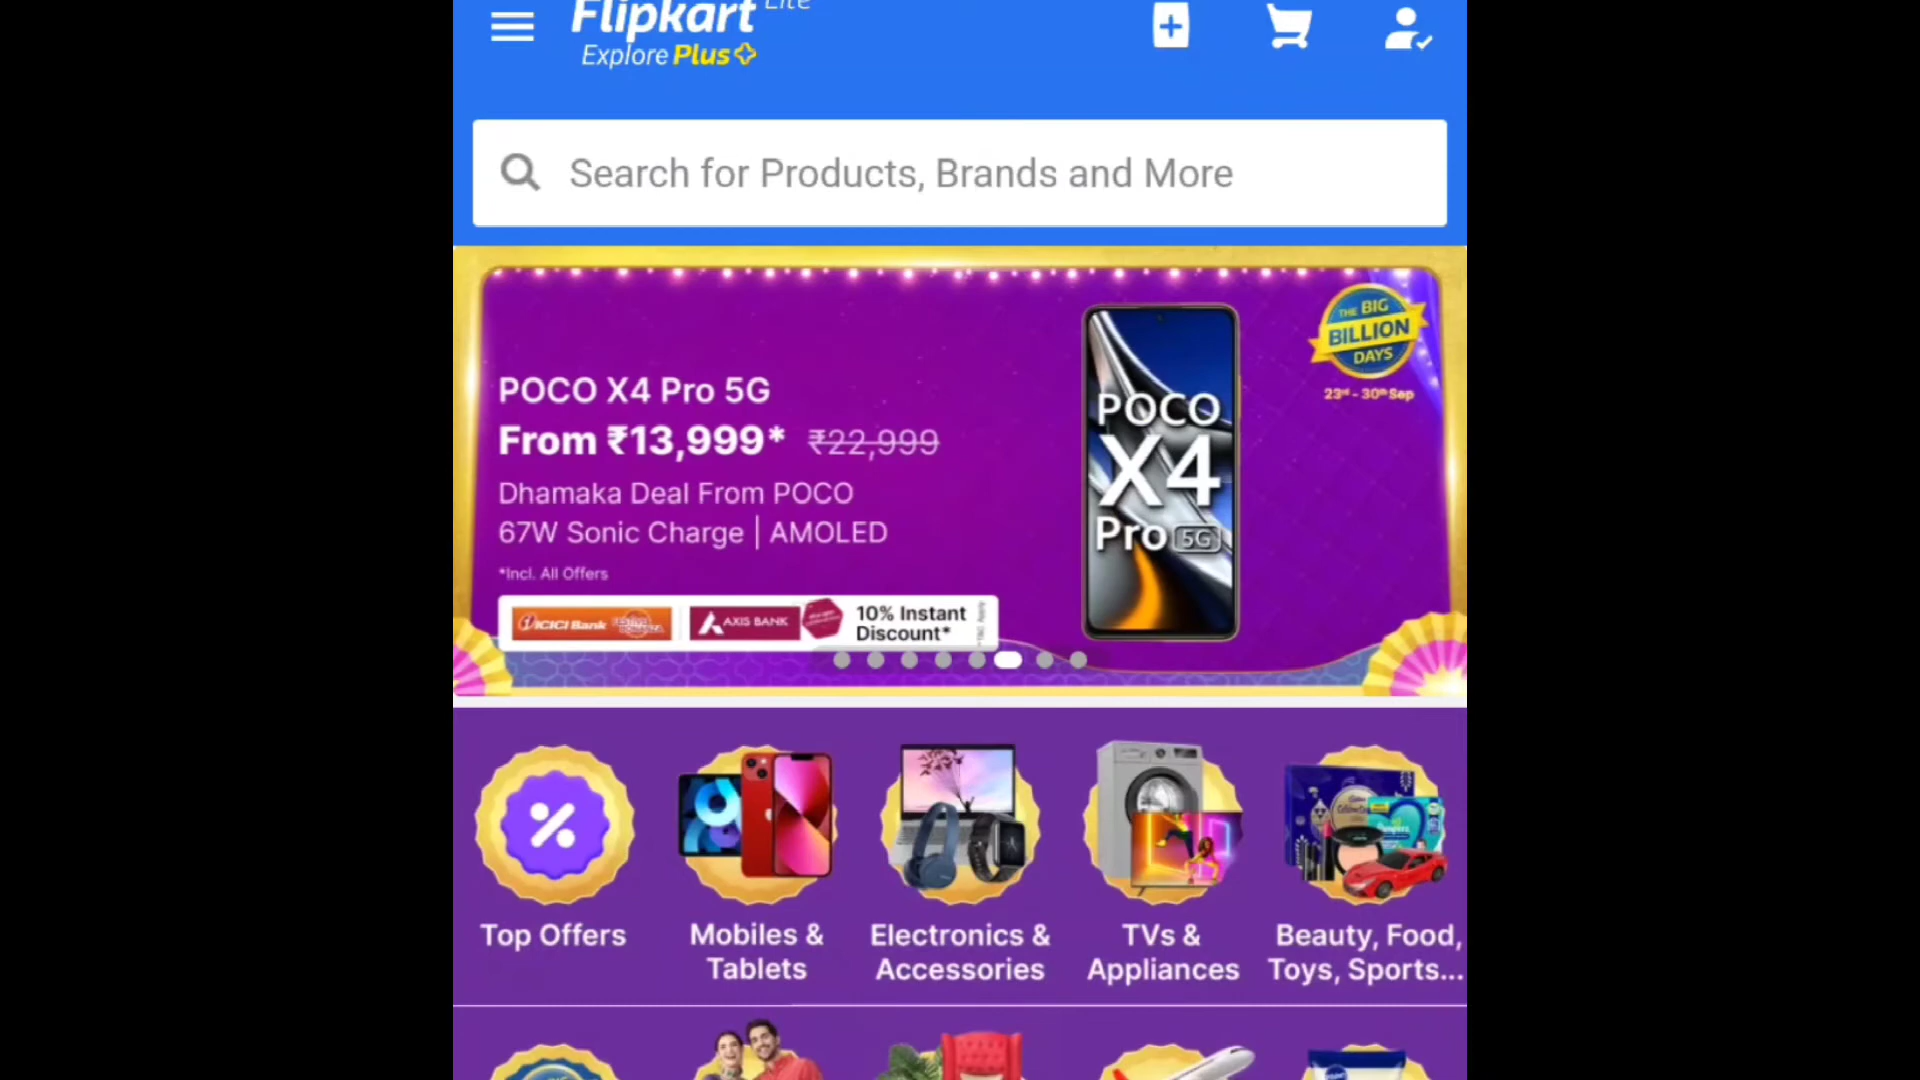 Flipkart Lite
Explore Plus
Search for Products, Brands and More
THE BIG
BILLION
DAYS
23rd - 30th Sep
POCO X4 Pro 5G
From ₹13,999* ₹22,999
Dhamaka Deal From POCO
67W Sonic Charge | AMOLED
*Incl. All Offers
POCO
X4
Pro 5G
ICICI Bank
AXIS BANK
10% Instant
Discount*
Top Offers
Mobiles &
Tablets
Electronics &
Accessories
TVs &
Appliances
Beauty, Food,
Toys, Sports...